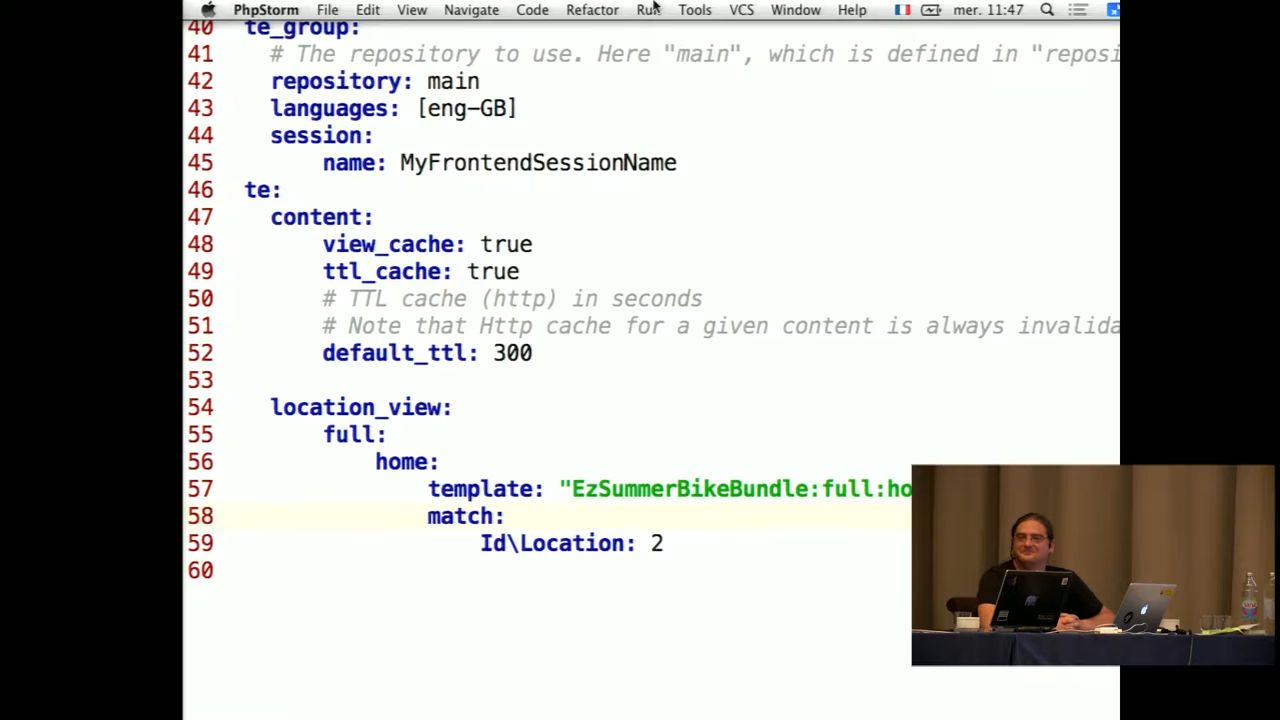 PhpStorm File Edit View Navigate Code Refactor Run Tools VCS Window Help mer. 11:47
40 te_group:
41 # The repository to use. Here "main", which is defined in "reposi
42 repository: main
43 languages: [eng-GB]
44 session:
45 name: MyFrontendSessionName
46 te:
47 content:
48 view_cache: true
49 ttl_cache: true
50 # TTL cache (http) in seconds
51 # Note that Http cache for a given content is always invalida
52 default_ttl: 300
53
54 location_view:
55 full:
56 home:
57 template: "EzSummerBikeBundle:full:ho
58 match:
59 Id\Location: 2
60